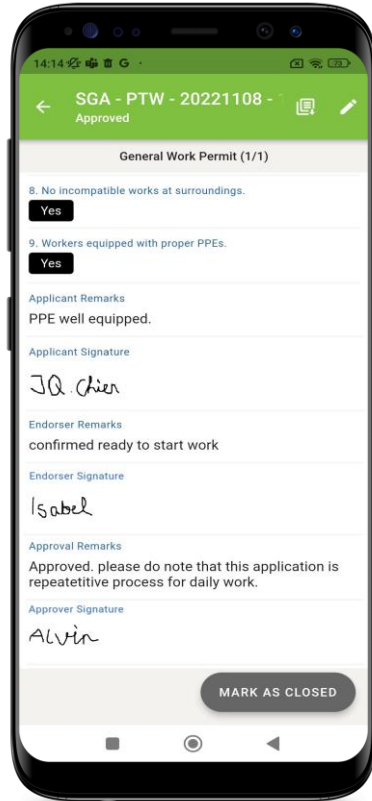 14:14
SGA - PTW - 20221108 -
Approved
General Work Permit (1/1)
8. No incompatible works at surroundings.
Yes
9. Workers equipped with proper PPEs.
Yes
Applicant Remarks
PPE well equipped.
Applicant Signature
JQ. Chier
Endorser Remarks
confirmed ready to start work
Endorser Signature
Isabel
Approval Remarks
Approved. please do note that this application is
repeatetitive process for daily work.
Approver Signature
Alvin
MARK AS CLOSED